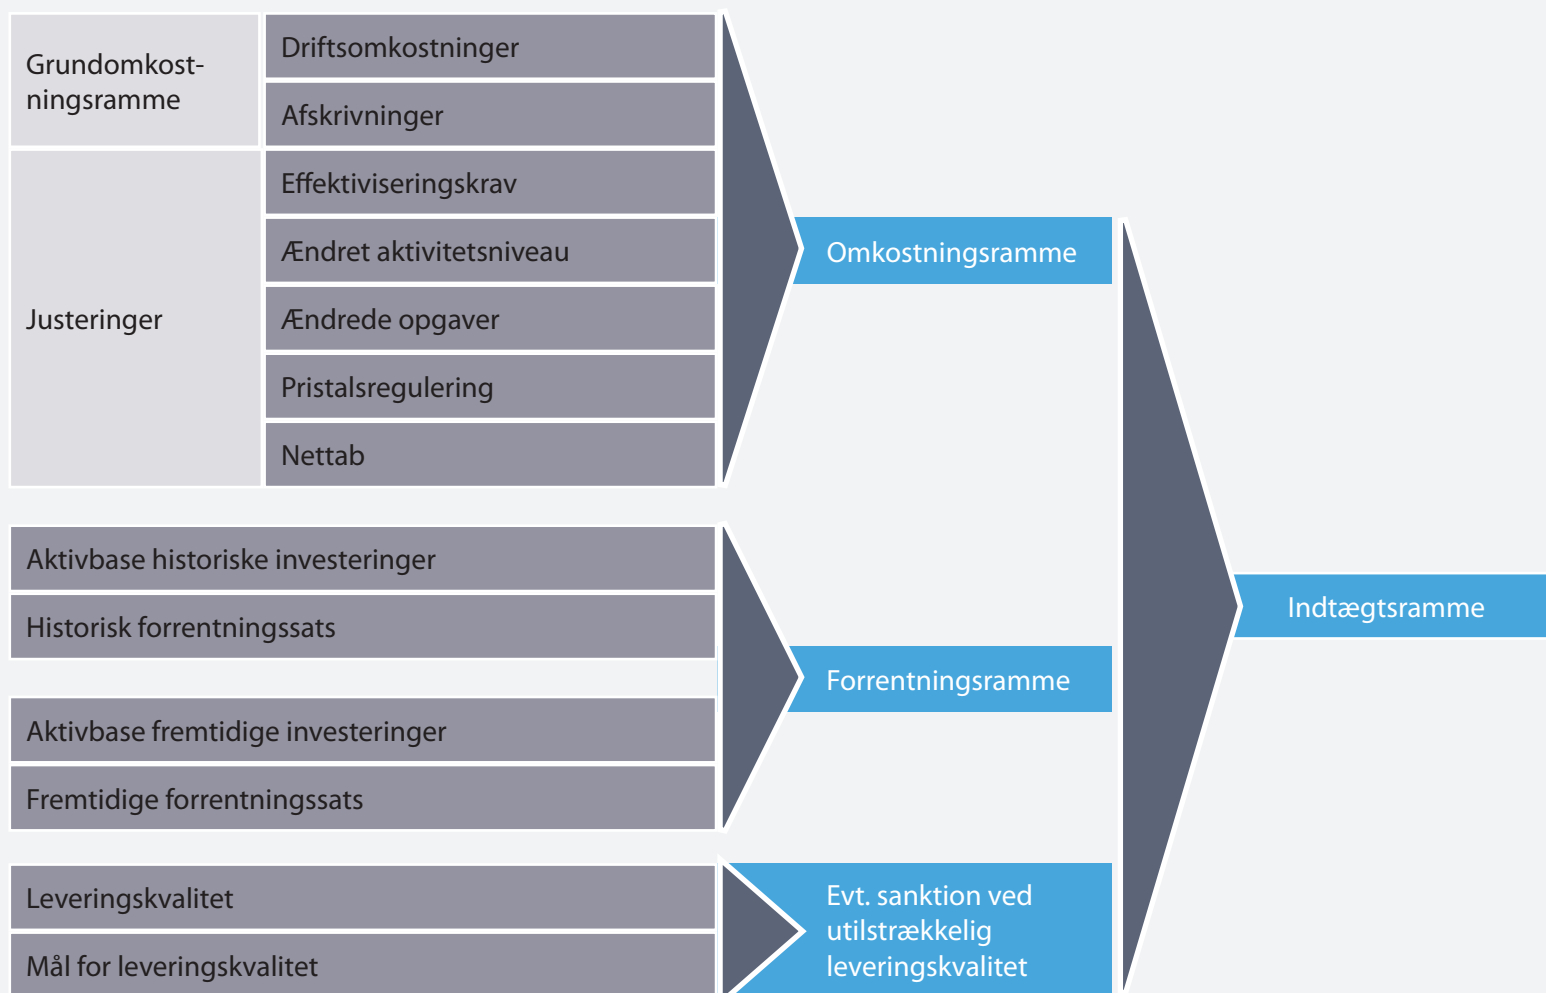 Grundomkost-
ningsramme
Driftsomkostninger
Afskrivninger
Justeringer
Effektiviseringskrav
Ændret aktivitetsniveau
Ændrede opgaver
Pristalsregulering
Nettab
Omkostningsramme
Aktivbase historiske investeringer
Historisk forrentningssats
Aktivbase fremtidige investeringer
Fremtidige forrentningssats
Forrentningsramme
Leveringskvalitet
Mål for leveringskvalitet
Evt. sanktion ved
utilstrækkelig
leveringskvalitet
Indtægtsramme